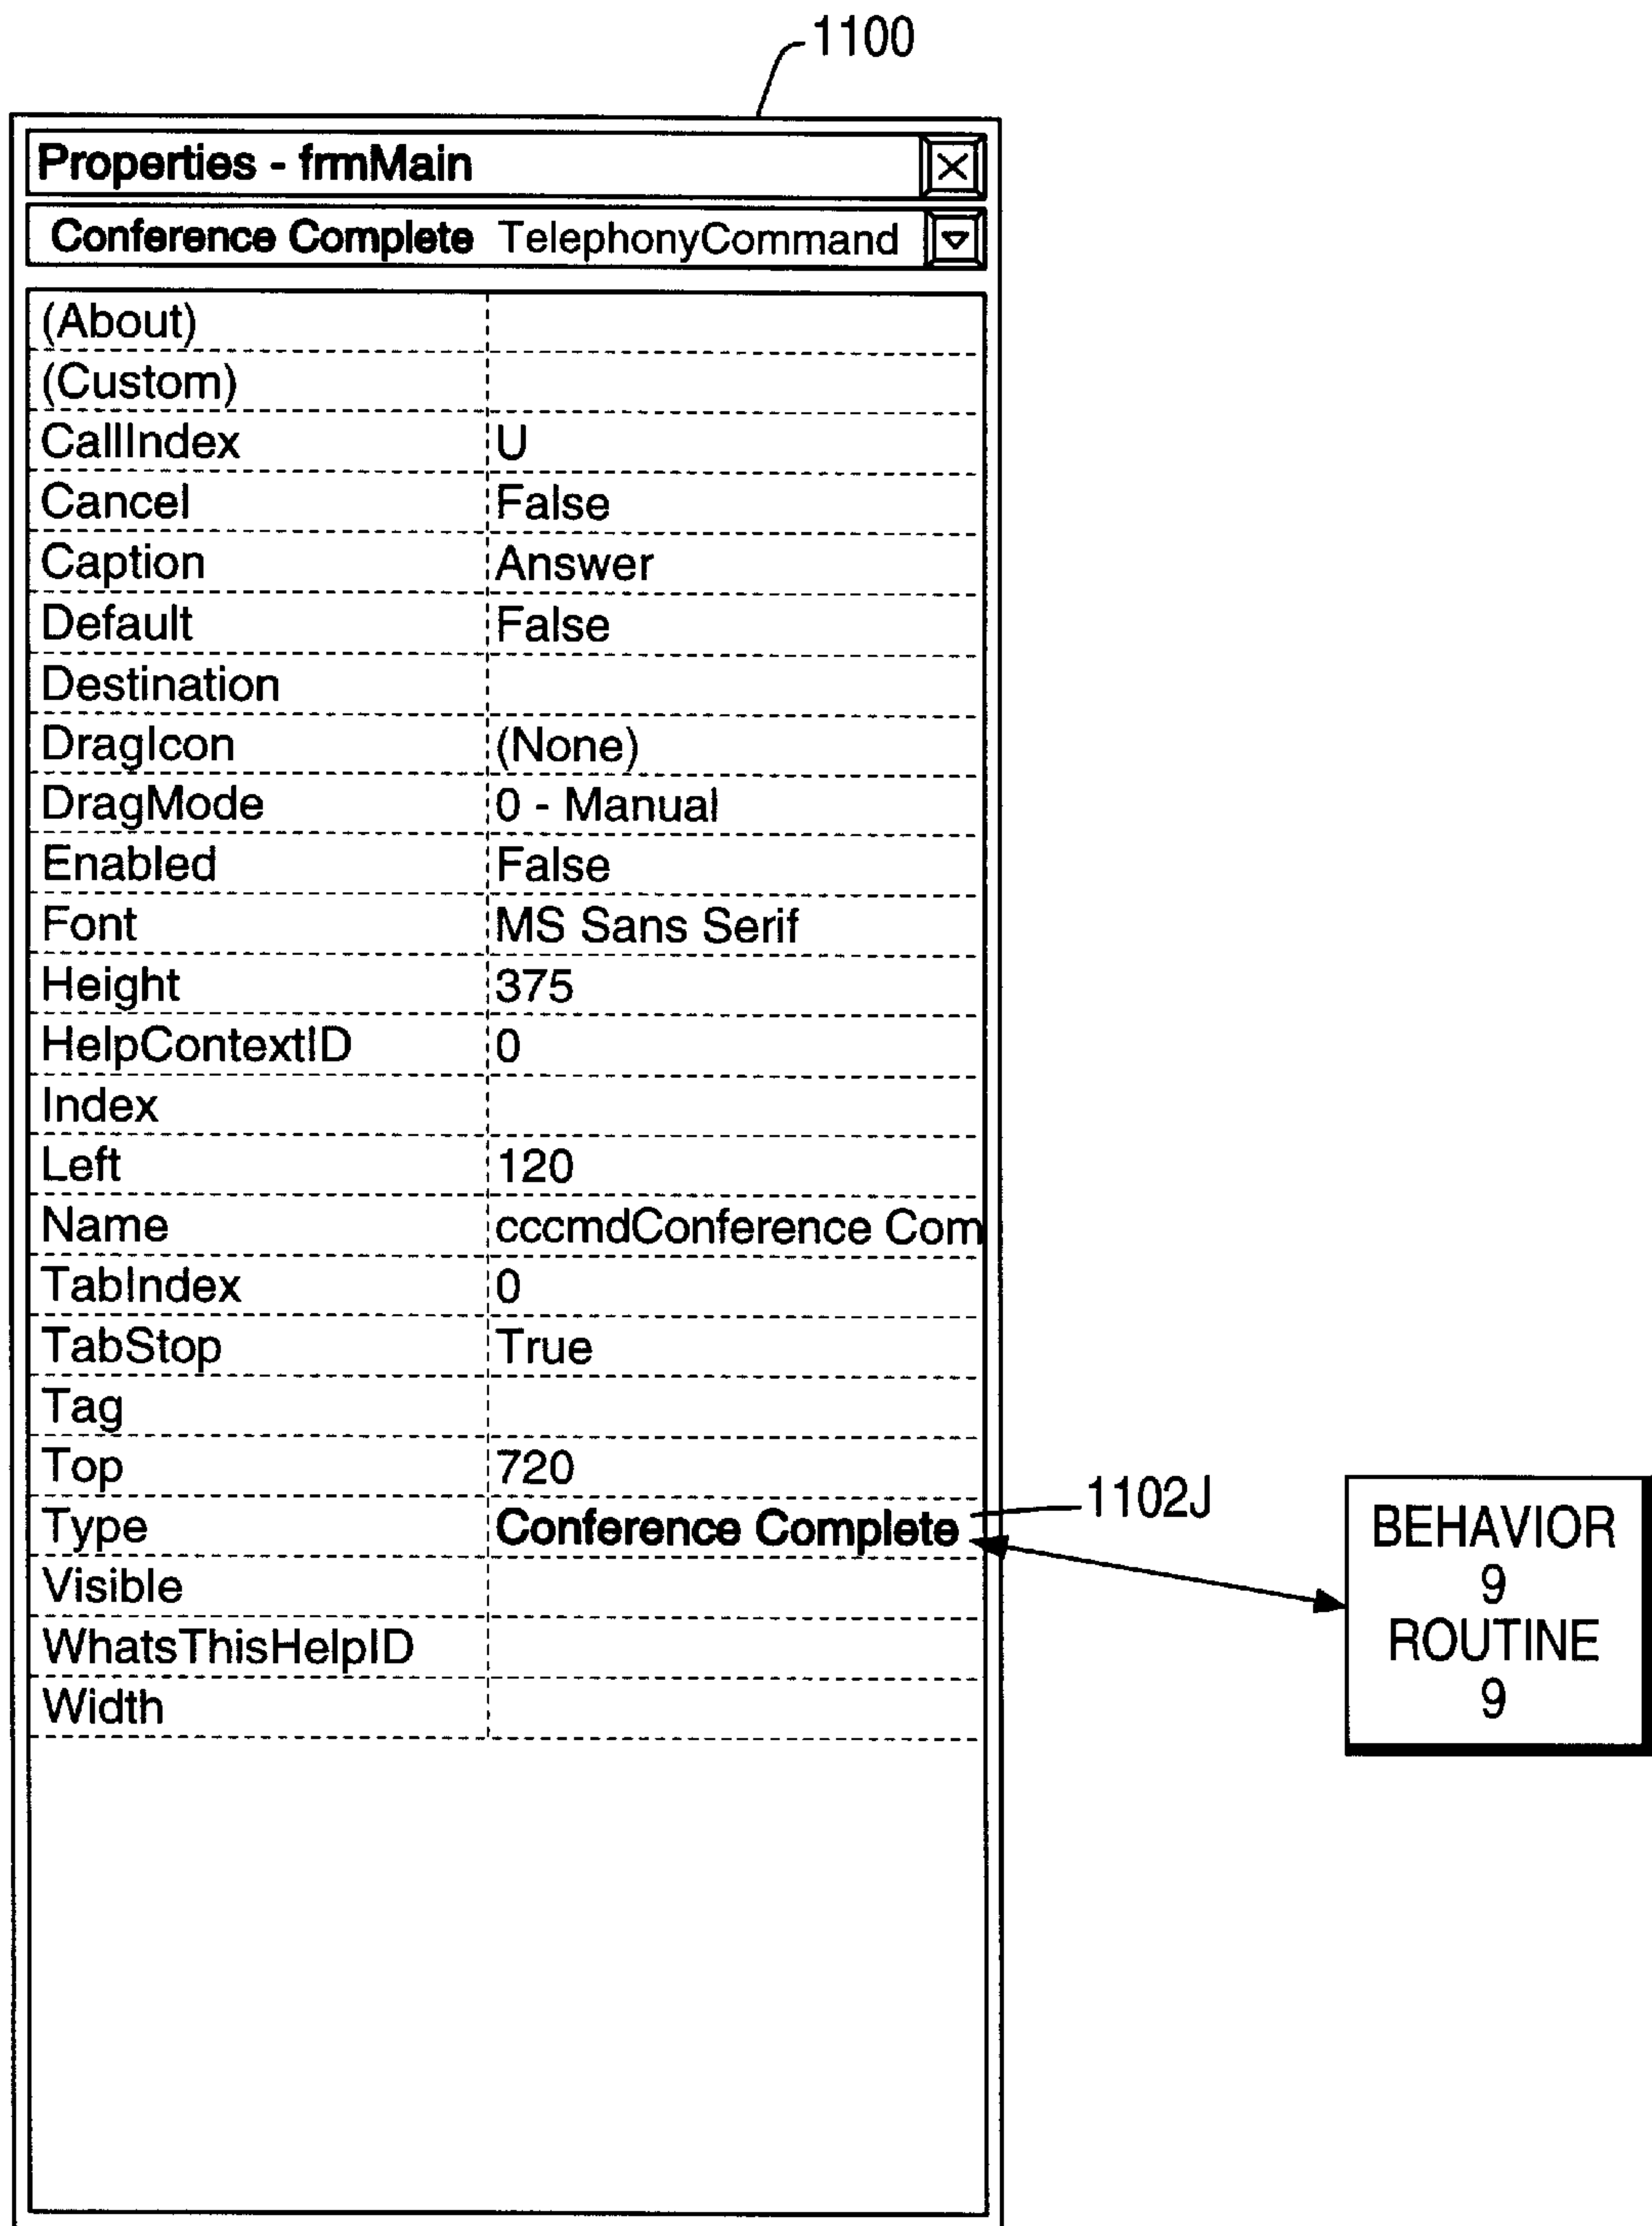 1100
Properties - frmMain
Conference Complete TelephonyCommand
(About)
(Custom)
CallIndex U
Cancel False
Caption Answer
Default False
Destination
DragIcon (None)
DragMode 0 - Manual
Enabled False
Font MS Sans Serif
Height 375
HelpContextID 0
Index
Left 120
Name cccmdConference Com
TabIndex 0
TabStop True
Tag
Top 720
Type Conference Complete
1102J
Visible
WhatsThisHelpID
Width
BEHAVIOR
9
ROUTINE
9